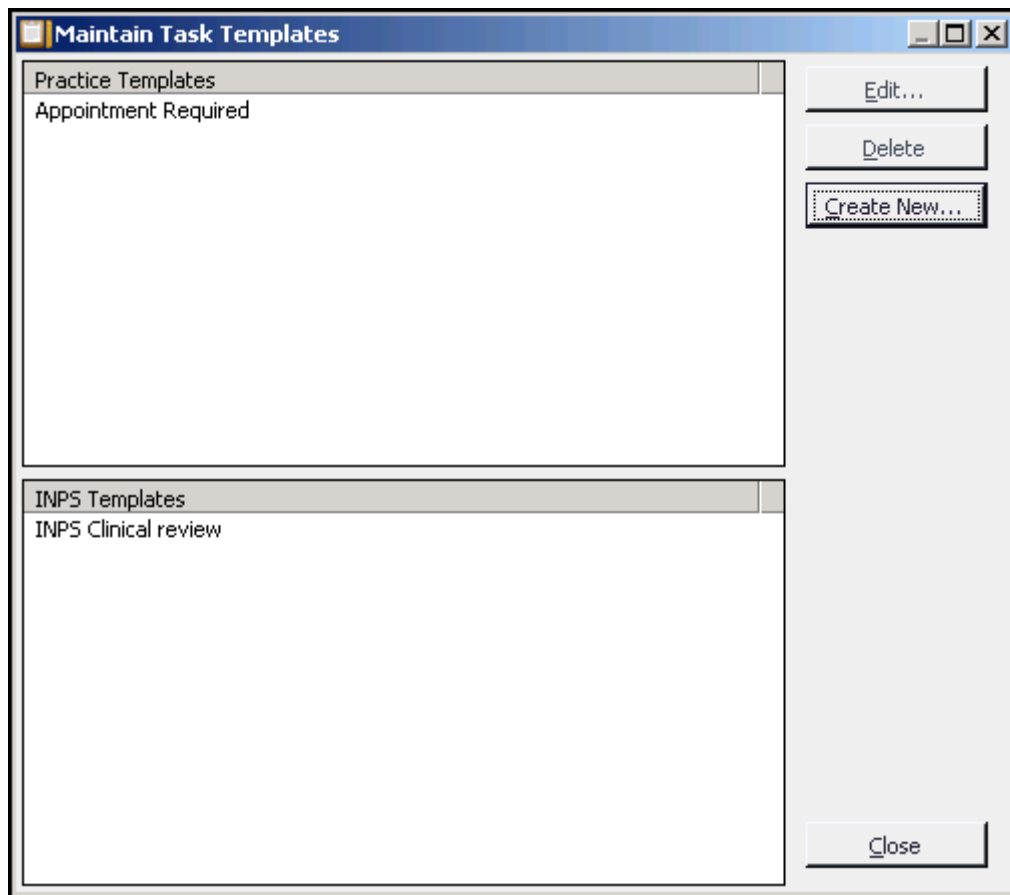 Maintain Task Templates
Practice Templates
Appointment Required
Edit...
Delete
Create New...
INPS Templates
INPS Clinical review
Close